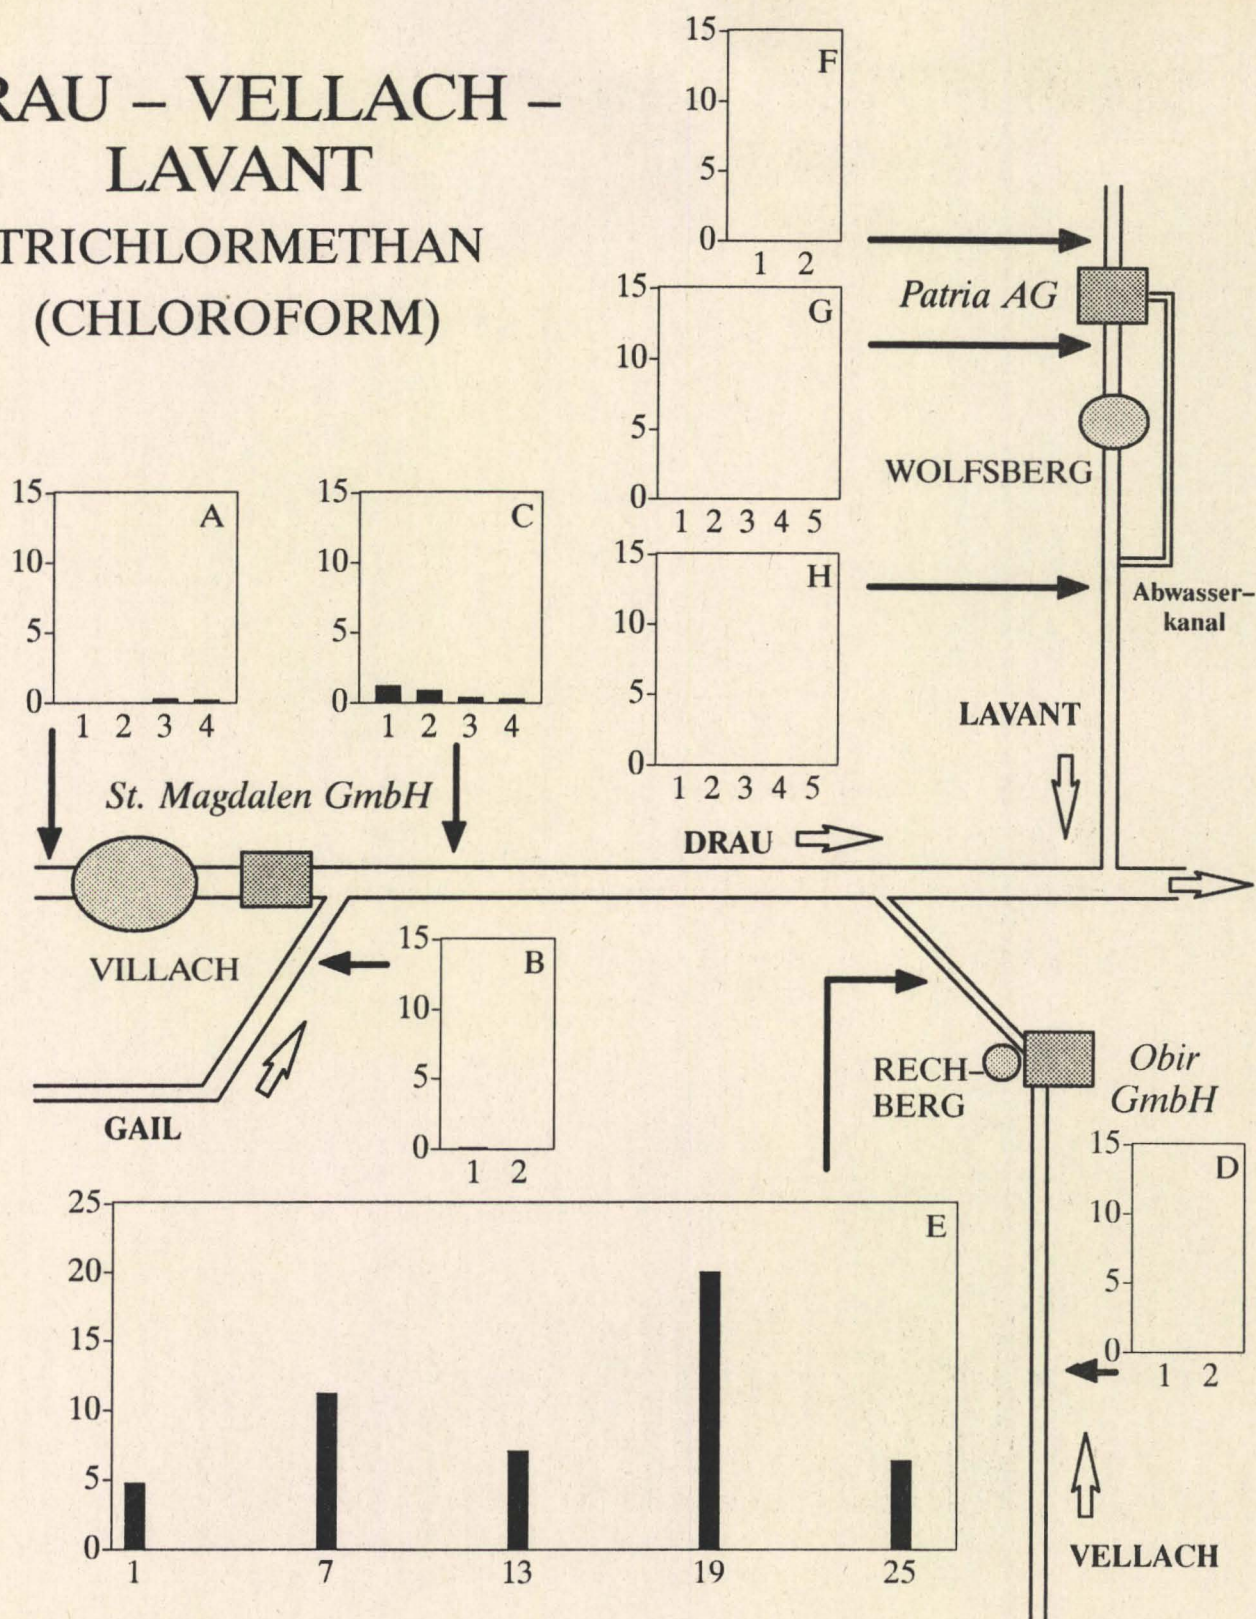 RAU – VELLACH –
LAVANT
TRICHLORMETHAN
(CHLOROFORM)
15
10
5
0
F
1 2
Patria AG
15
10
5
0
G
1 2 3 4 5
WOLFSBERG
15
10
5
0
H
1 2 3 4 5
Abwasser–
kanal
LAVANT
15
10
5
0
A
1 2 3 4
15
10
5
0
C
1 2 3 4
St. Magdalen GmbH
DRAU
VILLACH
15
10
5
0
B
1 2
GAIL
RECH–
BERG
Obir
GmbH
15
10
5
0
D
1 2
25
20
15
10
5
0
E
1 7 13 19 25
VELLACH